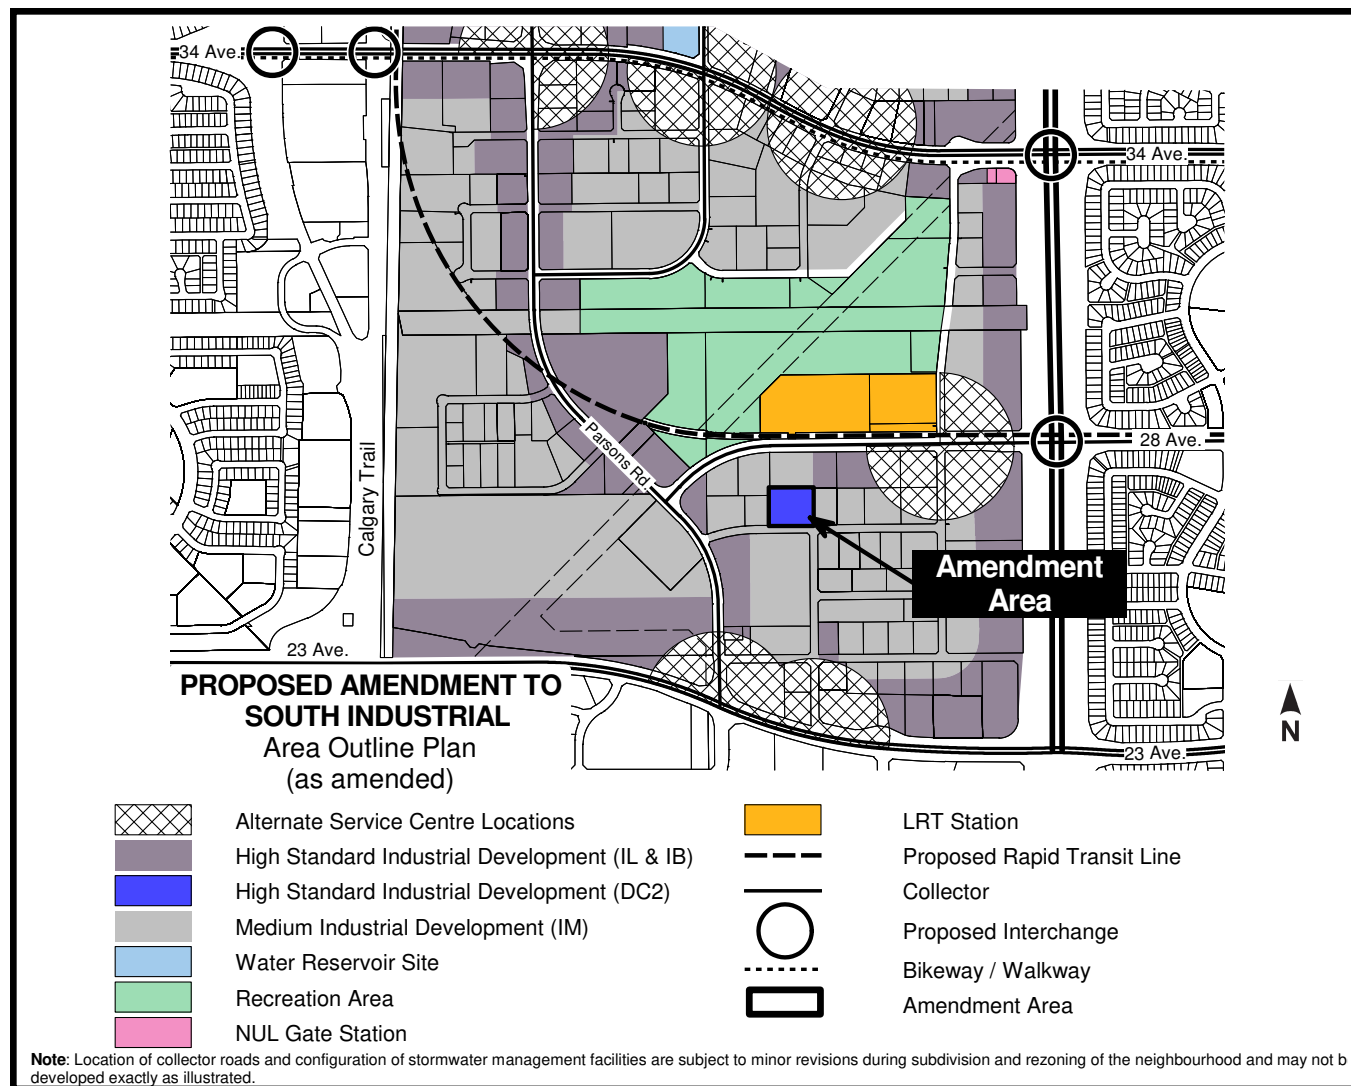 34 Ave.
34 Ave.
Parsons Rd
Calgary Trail
28 Ave.
Amendment
Area
23 Ave.
23 Ave.
PROPOSED AMENDMENT TO
SOUTH INDUSTRIAL
Area Outline Plan
(as amended)
N
Alternate Service Centre Locations
High Standard Industrial Development (IL & IB)
High Standard Industrial Development (DC2)
Medium Industrial Development (IM)
Water Reservoir Site
Recreation Area
NUL Gate Station
LRT Station
Proposed Rapid Transit Line
Collector
Proposed Interchange
Bikeway / Walkway
Amendment Area
Note: Location of collector roads and configuration of stormwater management facilities are subject to minor revisions during subdivision and rezoning of the neighbourhood and may not b
developed exactly as illustrated.